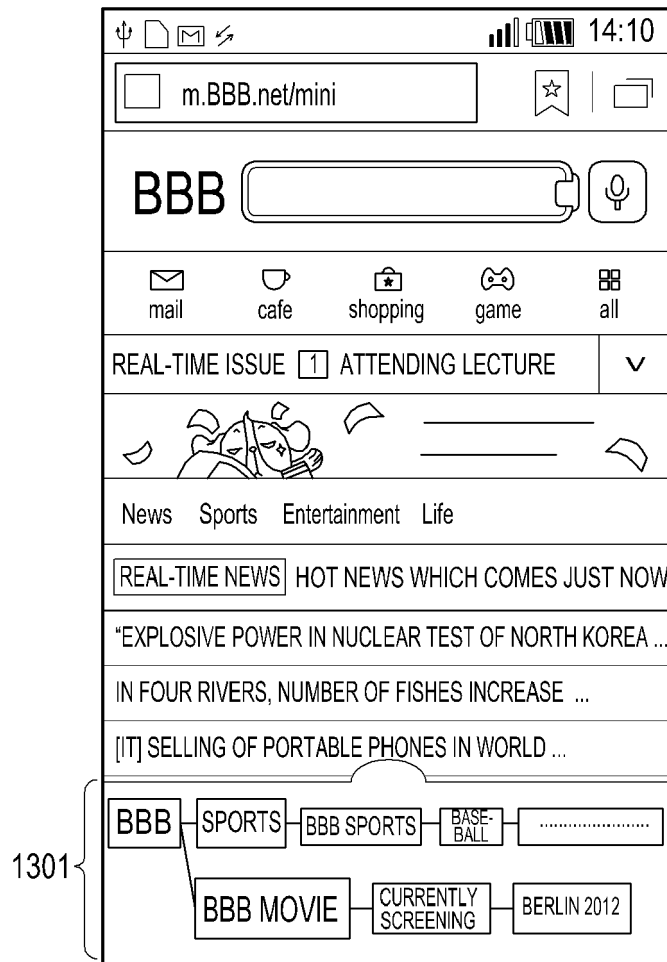 14:10
m.BBB.net/mini
BBB
mail cafe shopping game all
REAL-TIME ISSUE 1 ATTENDING LECTURE
News Sports Entertainment Life
REAL-TIME NEWS HOT NEWS WHICH COMES JUST NOW
“EXPLOSIVE POWER IN NUCLEAR TEST OF NORTH KOREA ...
IN FOUR RIVERS, NUMBER OF FISHES INCREASE ...
[IT] SELLING OF PORTABLE PHONES IN WORLD ...
1301
BBB SPORTS BBB SPORTS BASE-
BALL ........................
BBB MOVIE CURRENTLY
SCREENING BERLIN 2012